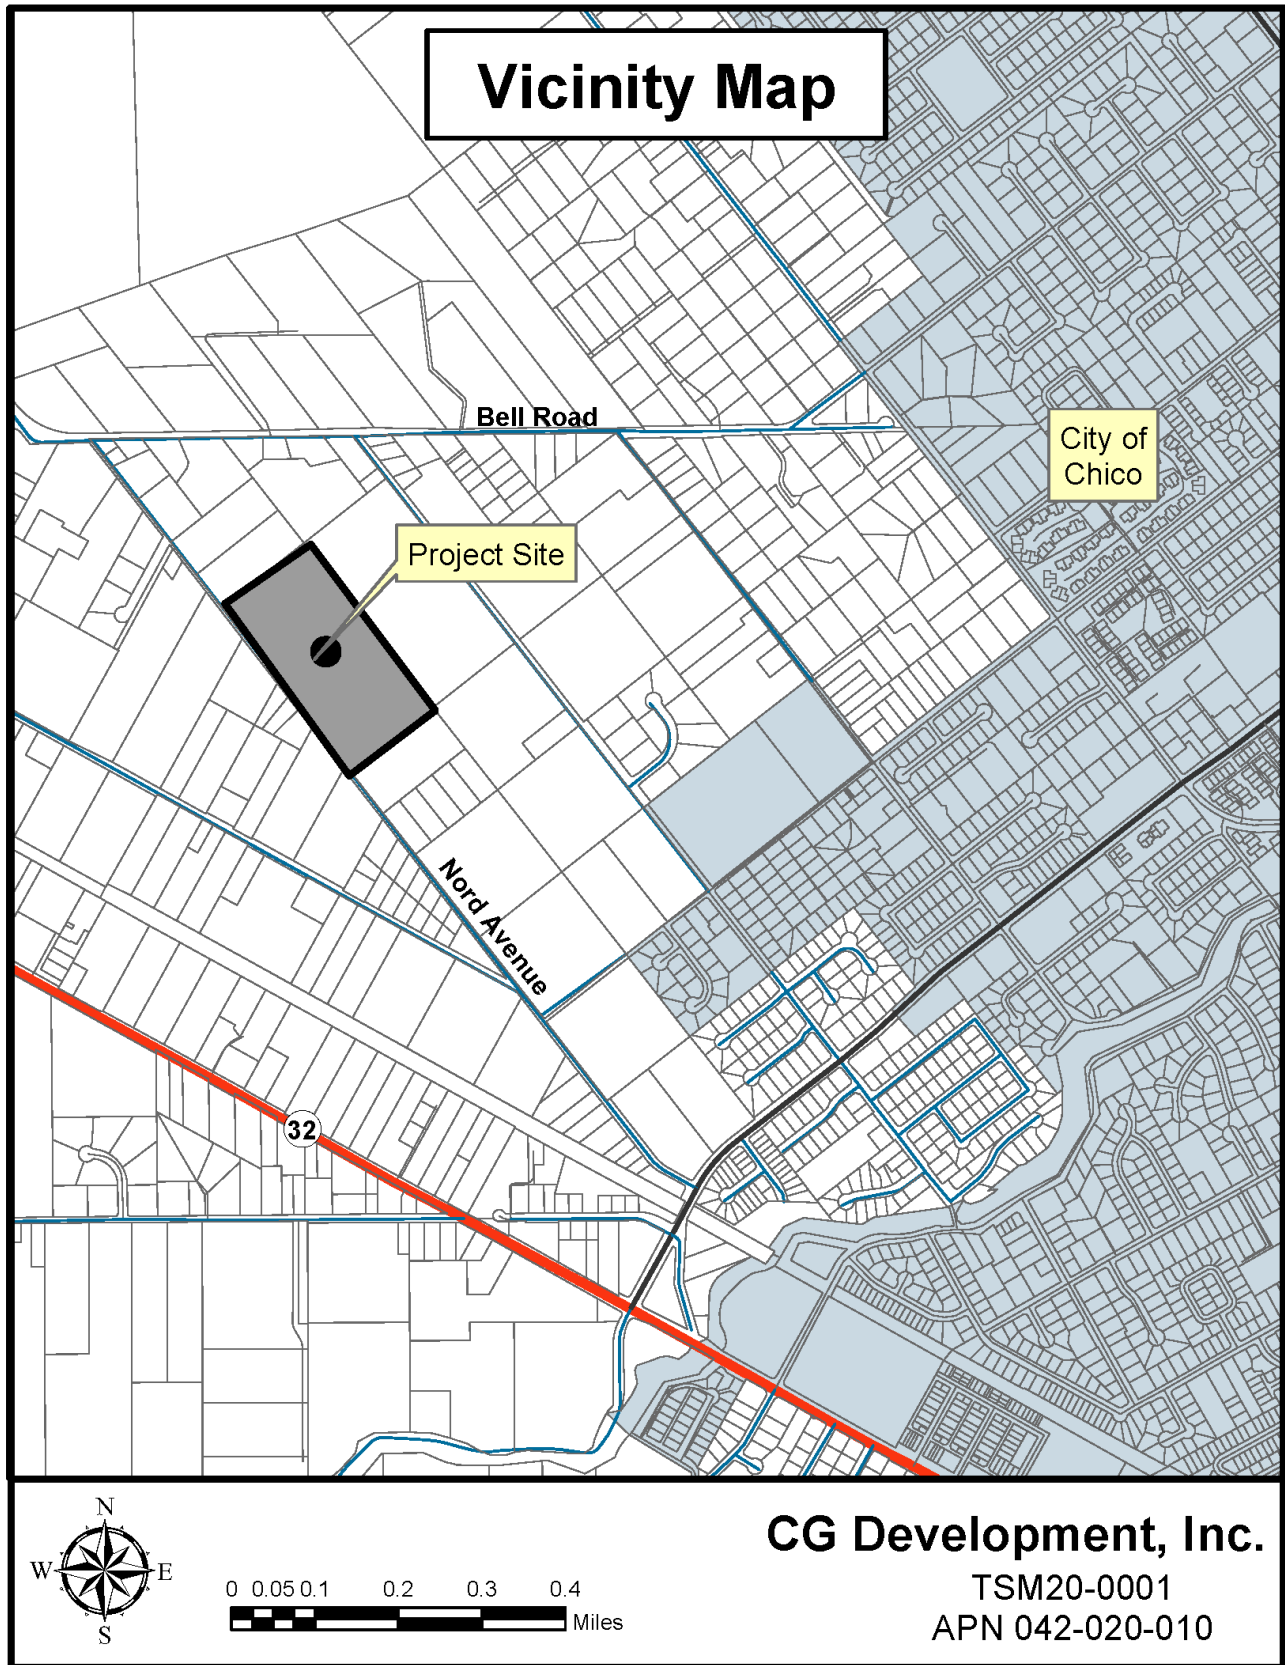 Vicinity Map
Bell Road
City of
Chico
Project Site
Nord Avenue
32
N
W
E
S
0 0.05 0.1 0.2 0.3 0.4
Miles
CG Development, Inc.
TSM20-0001
APN 042-020-010